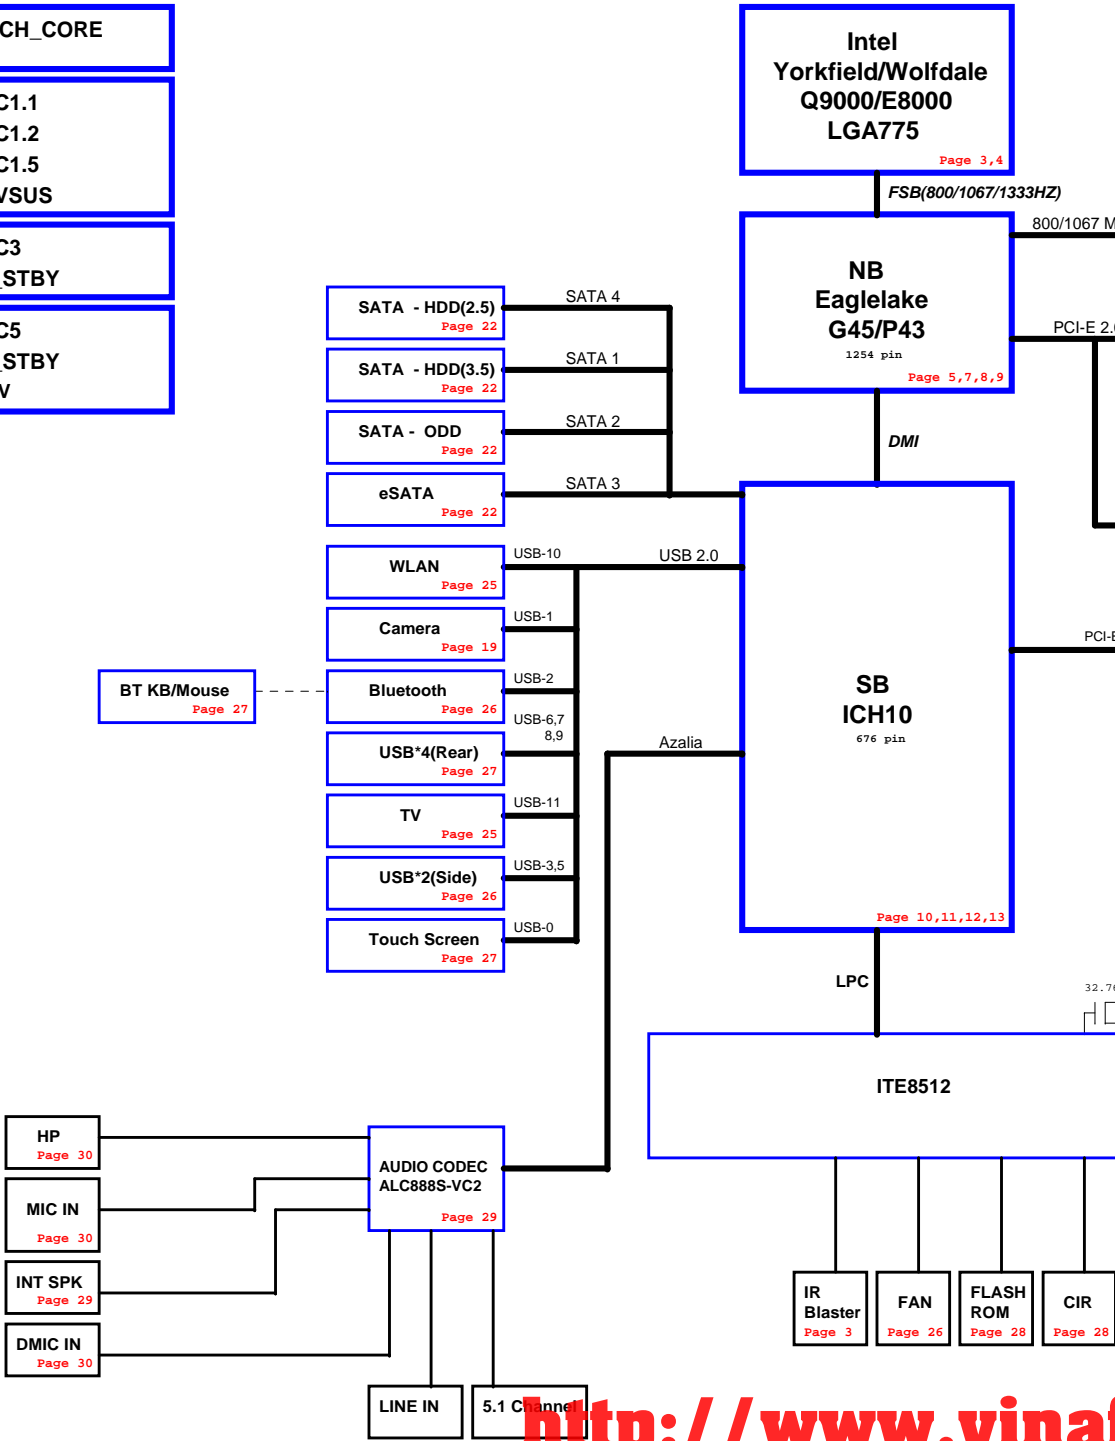 CH_CORE
C1.1
C1.2
C1.5
VSUS
C3
_STBY
C5
_STBY
V
Intel
Yorkfield/Wolfdale
Q9000/E8000
LGA775
Page 3,4
FSB(800/1067/1333HZ)
NB
Eaglelake
G45/P43
1254 pin
Page 5,7,8,9
800/1067 M
PCI-E 2.0
DMI
SATA - HDD(2.5)
Page 22
SATA 4
SATA - HDD(3.5)
Page 22
SATA 1
SATA - ODD
Page 22
SATA 2
eSATA
Page 22
SATA 3
WLAN
Page 25
USB-10
USB 2.0
Camera
Page 19
USB-1
BT KB/Mouse
Page 27
Bluetooth
Page 26
USB-2
USB*4(Rear)
Page 27
USB-6,7
8,9
TV
Page 25
USB-11
USB*2(Side)
Page 26
USB-3,5
Touch Screen
Page 27
USB-0
Azalia
SB
ICH10
676 pin
Page 10,11,12,13
PCI-E
LPC
32.76
ITE8512
HP
Page 30
MIC IN
Page 30
INT SPK
Page 29
DMIC IN
Page 30
AUDIO CODEC
ALC888S-VC2
Page 29
LINE IN
5.1 Channel
IR
Blaster
Page 3
FAN
Page 26
FLASH
ROM
Page 28
CIR
Page 28
http://www.vinaf